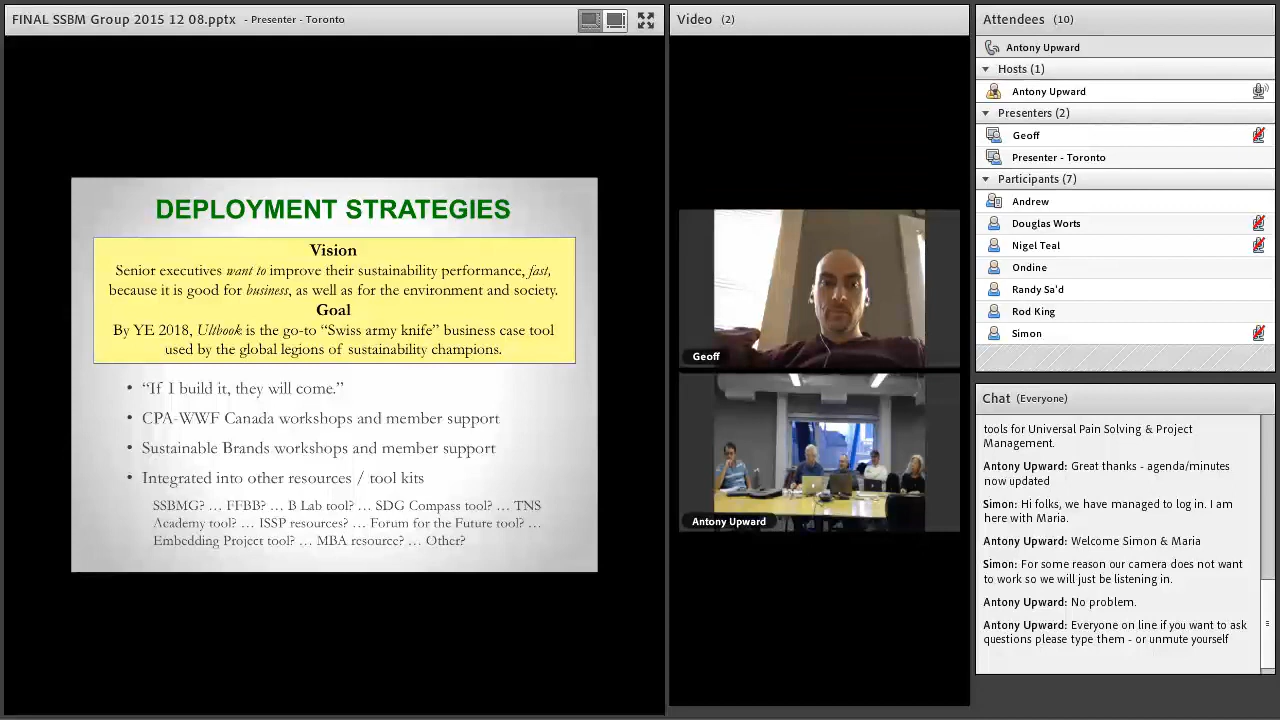 FINAL SSBM Group 2015 12 08.pptx - Presenter - Toronto
DEPLOYMENT STRATEGIES
Vision
Senior executives want to improve their sustainability performance, fast,
because it is good for business, as well as for the environment and society.
Goal
By YE 2018, Ultbook is the go-to “Swiss army knife” business case tool
used by the global legions of sustainability champions.
• “If I build it, they will come.”
• CPA-WWF Canada workshops and member support
• Sustainable Brands workshops and member support
• Integrated into other resources / tool kits
SSBMG? … FFBB? … B Lab tool? … SDG Compass tool? … TNS
Academy tool? … ISSP resources? … Forum for the Future tool? …
Embedding Project tool? … MBA resource? … Other?
Video (2)
Geoff
Antony Upward
Attendees (10)
Antony Upward
Hosts (1)
Antony Upward
Presenters (2)
Geoff
Presenter - Toronto
Participants (7)
Andrew
Douglas Worts
Nigel Teal
Ondine
Randy Sa'd
Rod King
Simon
Chat (Everyone)
tools for Universal Pain Solving & Project
Management.
Antony Upward: Great thanks - agenda/minutes
now updated
Simon: Hi folks, we have managed to log in. I am
here with Maria.
Antony Upward: Welcome Simon & Maria
Simon: For some reason our camera does not want
to work so we will just be listening in.
Antony Upward: No problem.
Antony Upward: Everyone on line if you want to ask
questions please type them - or unmute yourself